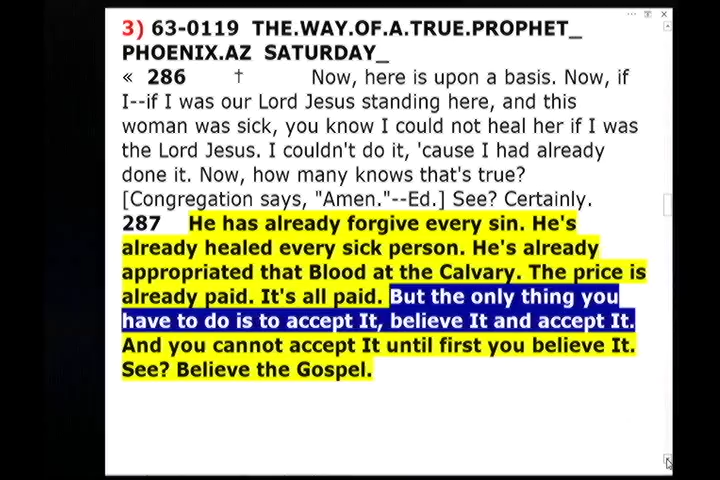 3) 63-0119  THE.WAY.OF.A.TRUE.PROPHET_
PHOENIX.AZ  SATURDAY_
«  286  †  Now, here is upon a basis. Now, if
I--if I was our Lord Jesus standing here, and this
woman was sick, you know I could not heal her if I was
the Lord Jesus. I couldn't do it, 'cause I had already
done it. Now, how many knows that's true?
[Congregation says, "Amen."--Ed.] See? Certainly.
287  He has already forgive every sin. He's
already healed every sick person. He's already
appropriated that Blood at the Calvary. The price is
already paid. It's all paid. But the only thing you
have to do is to accept It, believe It and accept It.
And you cannot accept It until first you believe It.
See? Believe the Gospel.